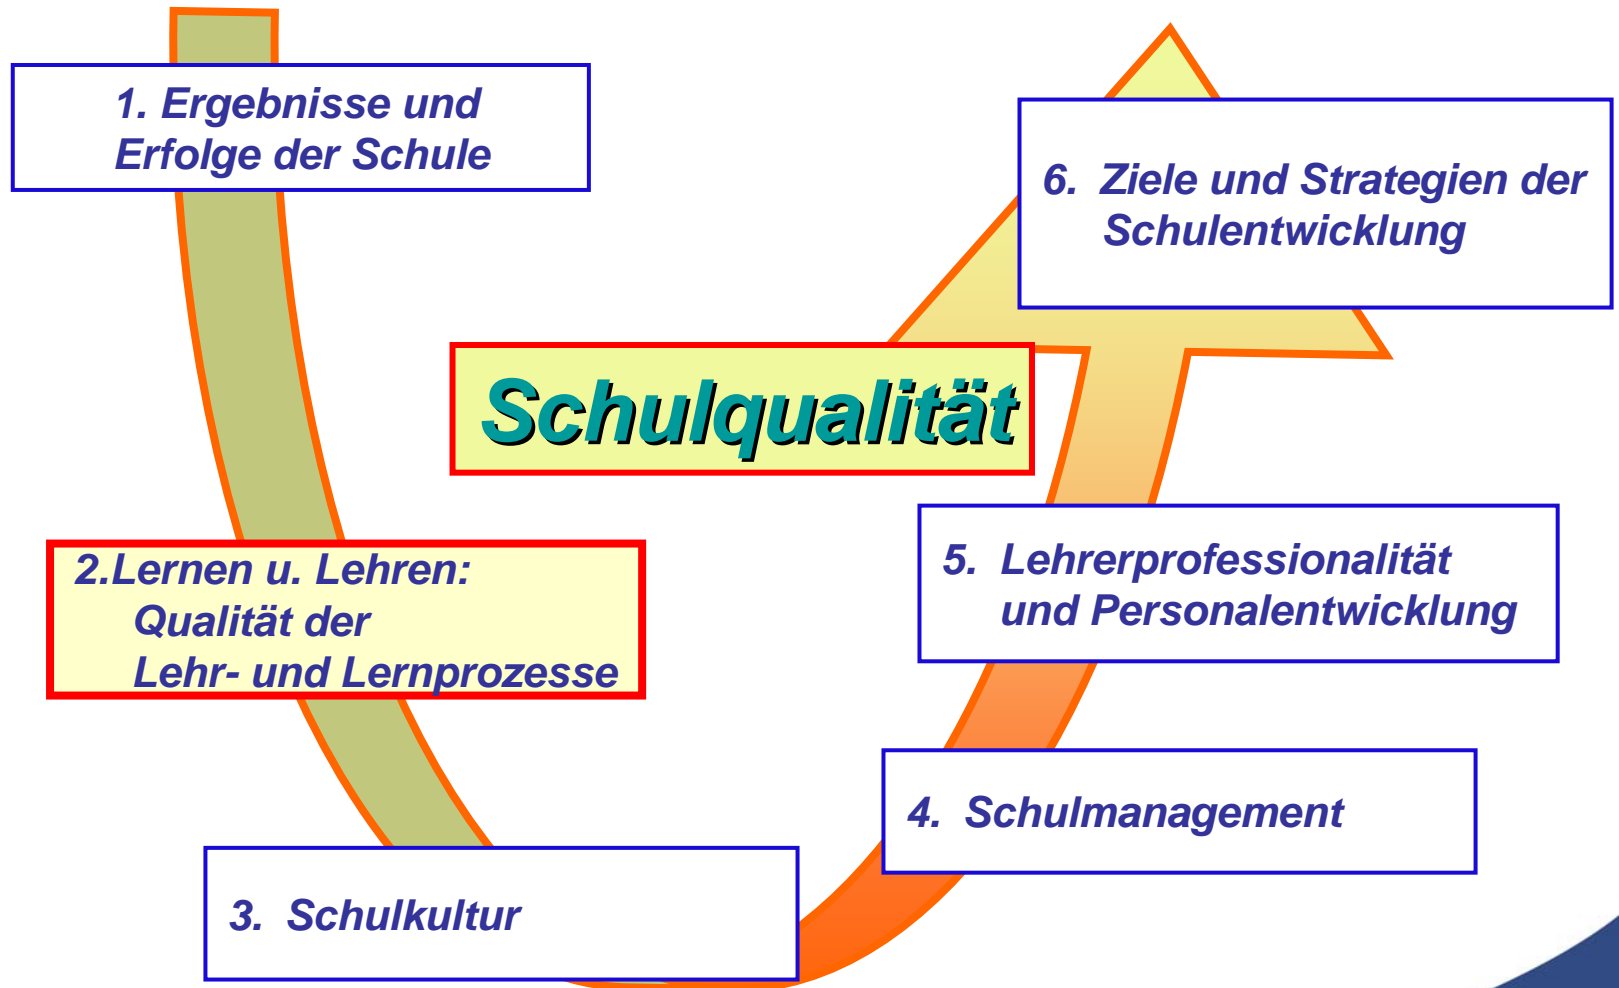 1. Ergebnisse und
Erfolge der Schule
2.Lernen u. Lehren:
Qualität der
Lehr- und Lernprozesse
3. Schulkultur
Schulqualität
4. Schulmanagement
5. Lehrerprofessionalität
und Personalentwicklung
6. Ziele und Strategien der
Schulentwicklung